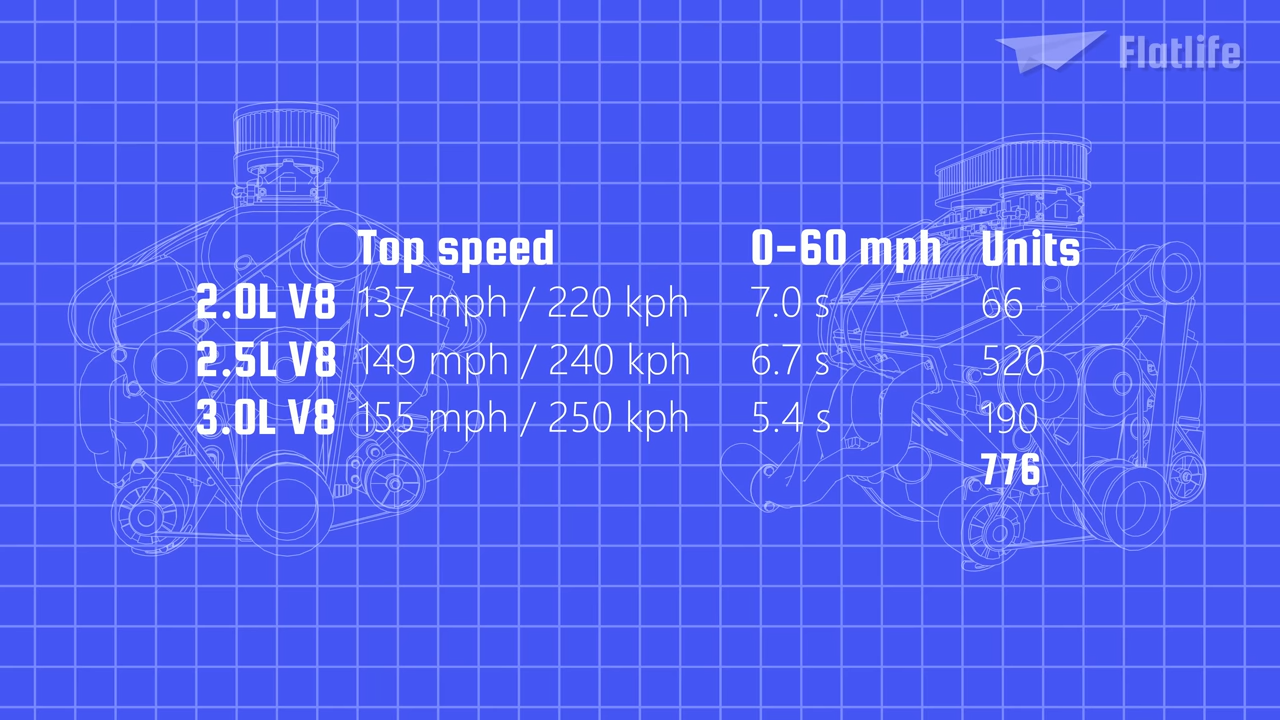 Flatlife
Top speed 0-60 mph Units
2.0L V8 137 mph / 220 kph 7.0 s 66
2.5L V8 149 mph / 240 kph 6.7 s 520
3.0L V8 155 mph / 250 kph 5.4 s 190
776